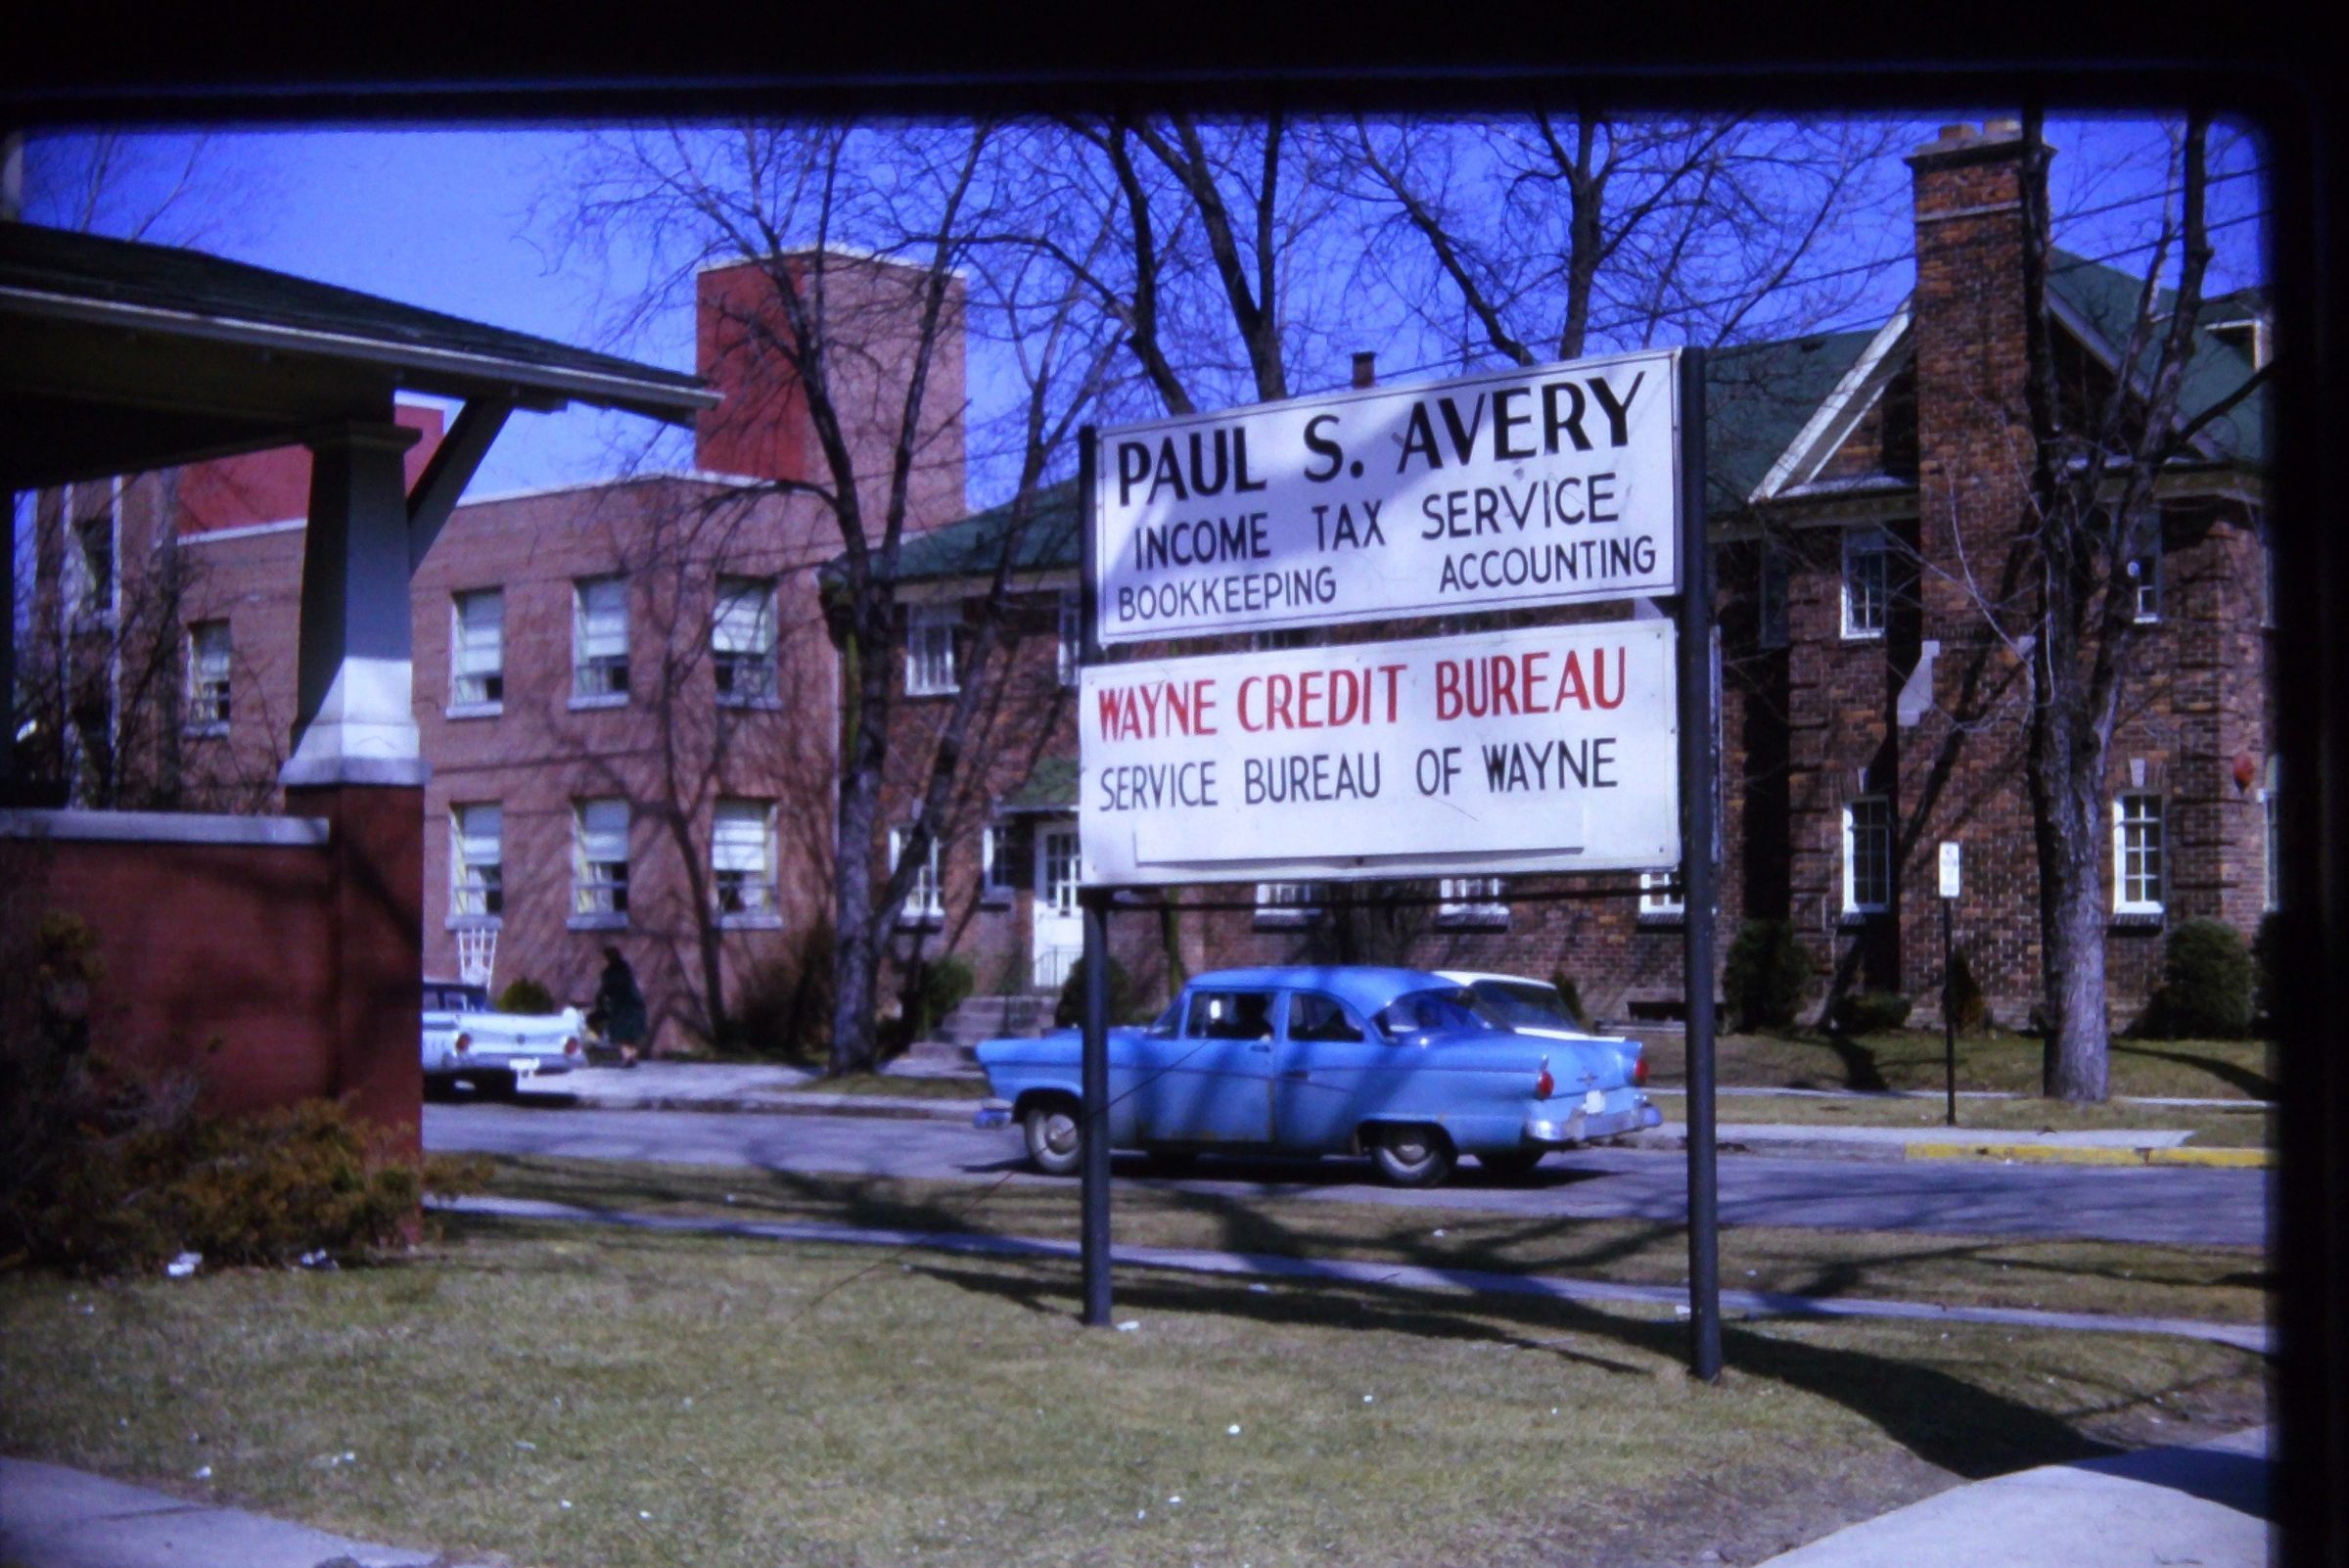 PAUL S. AVERY
INCOME TAX SERVICE
BOOKKEEPING ACCOUNTING
WAYNE CREDIT BUREAU
SERVICE BUREAU OF WAYNE